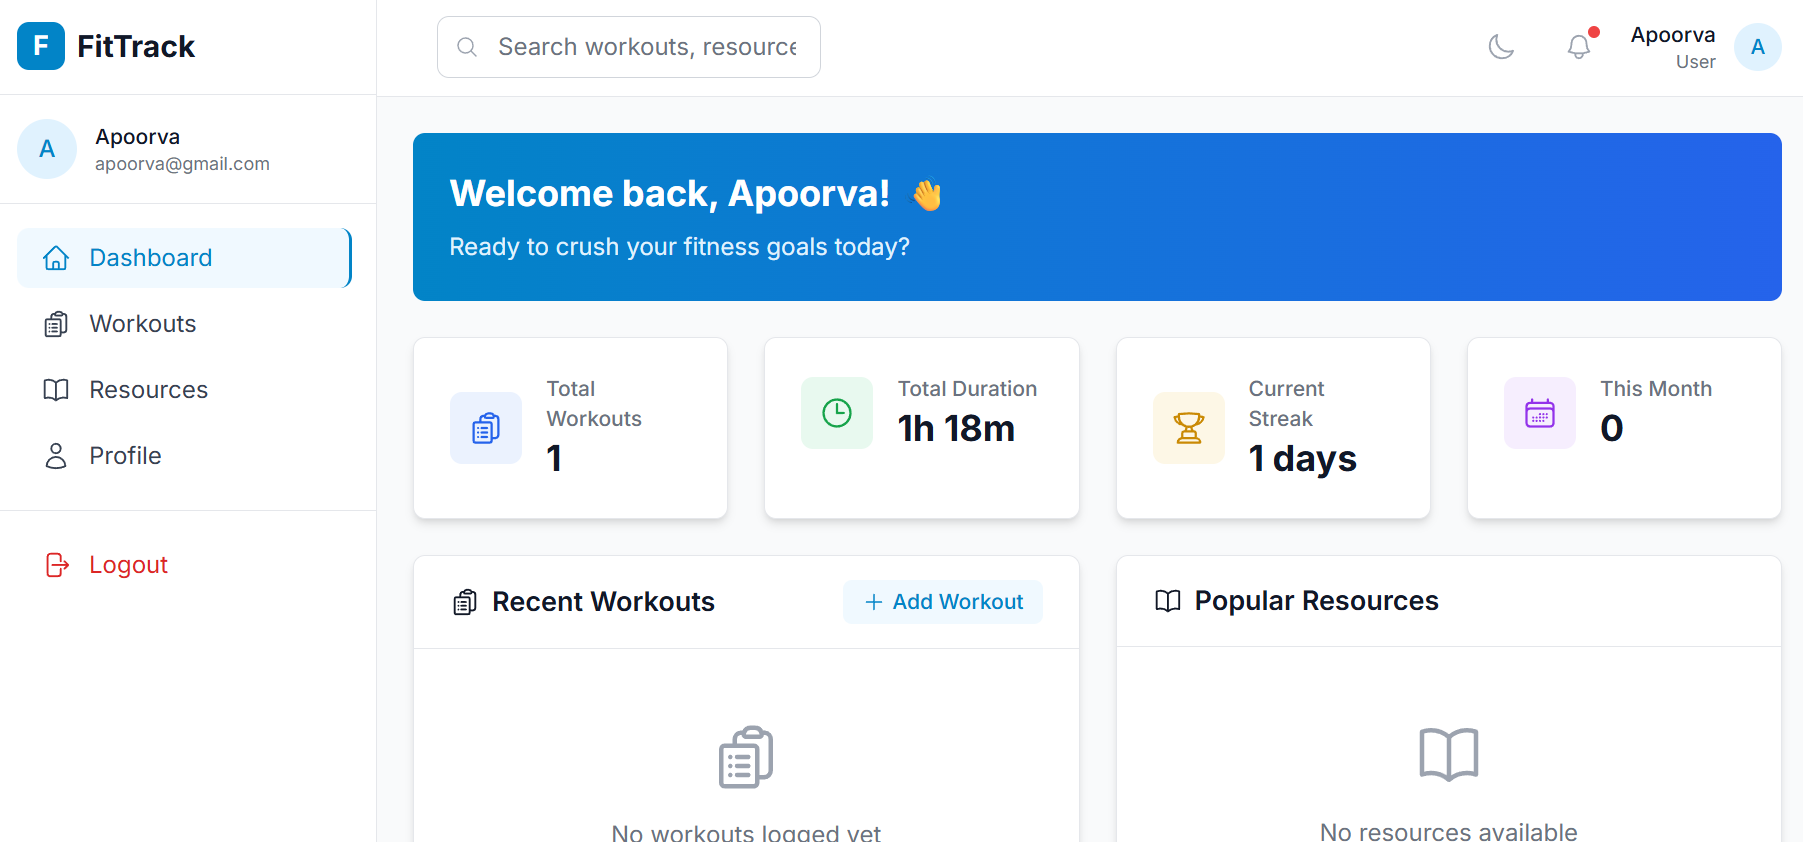 F FitTrack
Search workouts, resource
Apoorva
User
A
A
Apoorva
apoorva@gmail.com
Dashboard
Workouts
Resources
Profile
Logout
Welcome back, Apoorva! 👋
Ready to crush your fitness goals today?
Total
Workouts
1
Total Duration
1h 18m
Current
Streak
1 days
This Month
0
Recent Workouts
+ Add Workout
No workouts logged yet
Popular Resources
No resources available